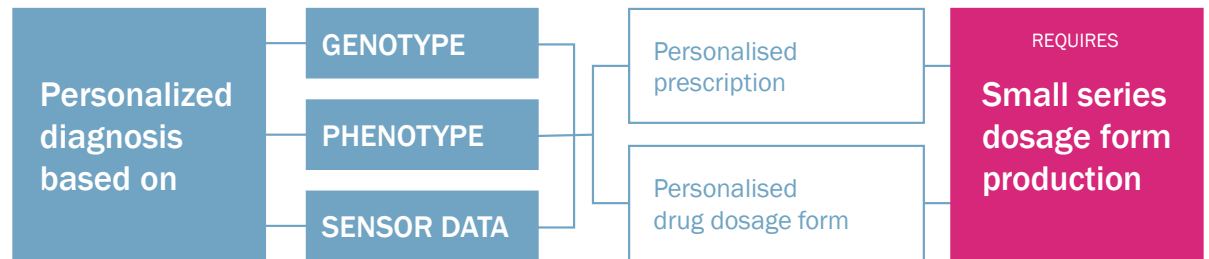 Personalized
diagnosis
based on
GENOTYPE
PHENOTYPE
SENSOR DATA
Personalised
prescription
Personalised
drug dosage form
REQUIRES
Small series
dosage form
production